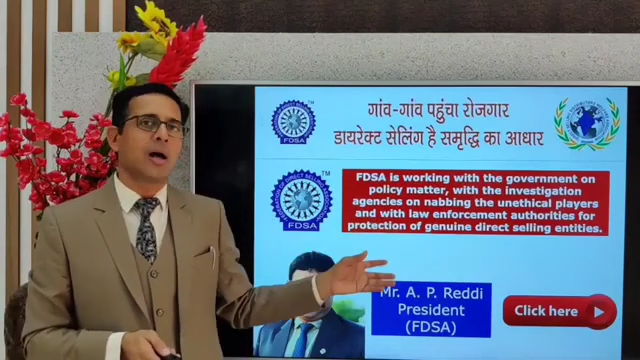 गांव-गांव पहुंचा रोजगार
डायरेक्ट सेलिंग है समृद्धि का आधार
TM
FDSA
FDSA is working with the government on
policy matter, with the investigation
agencies on nabbing the unethical players
and with law enforcement authorities for
protection of genuine direct selling entities.
TM
FDSA
Mr. A. P. Reddi
President
(FDSA)
Click here